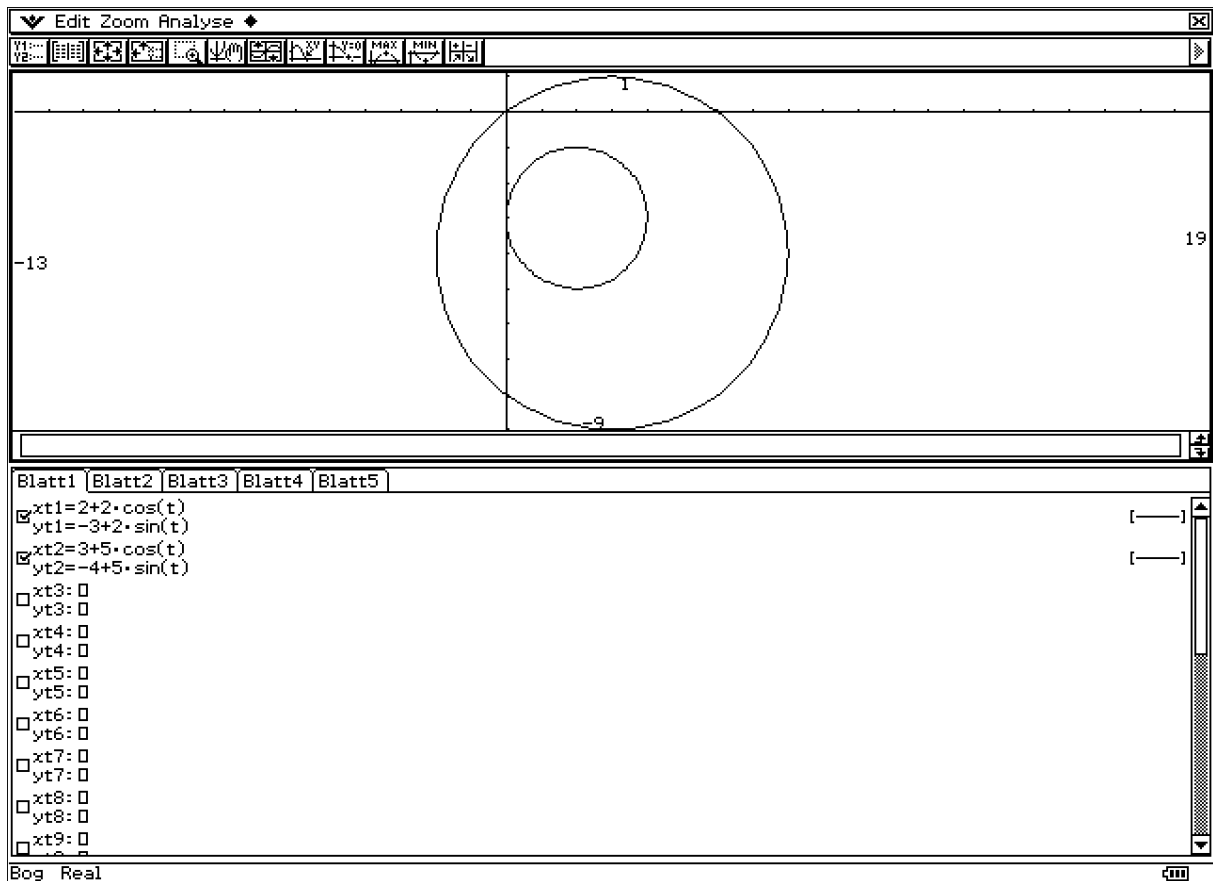 Edit Zoom Analyse
1
19
-13
-9
Blatt1 Blatt2 Blatt3 Blatt4 Blatt5
xt1=2+2·cos(t)
yt1=-3+2·sin(t)
xt2=3+5·cos(t)
yt2=-4+5·sin(t)
xt3:
yt3:
xt4:
yt4:
xt5:
yt5:
xt6:
yt6:
xt7:
yt7:
xt8:
yt8:
xt9:
Bog Real